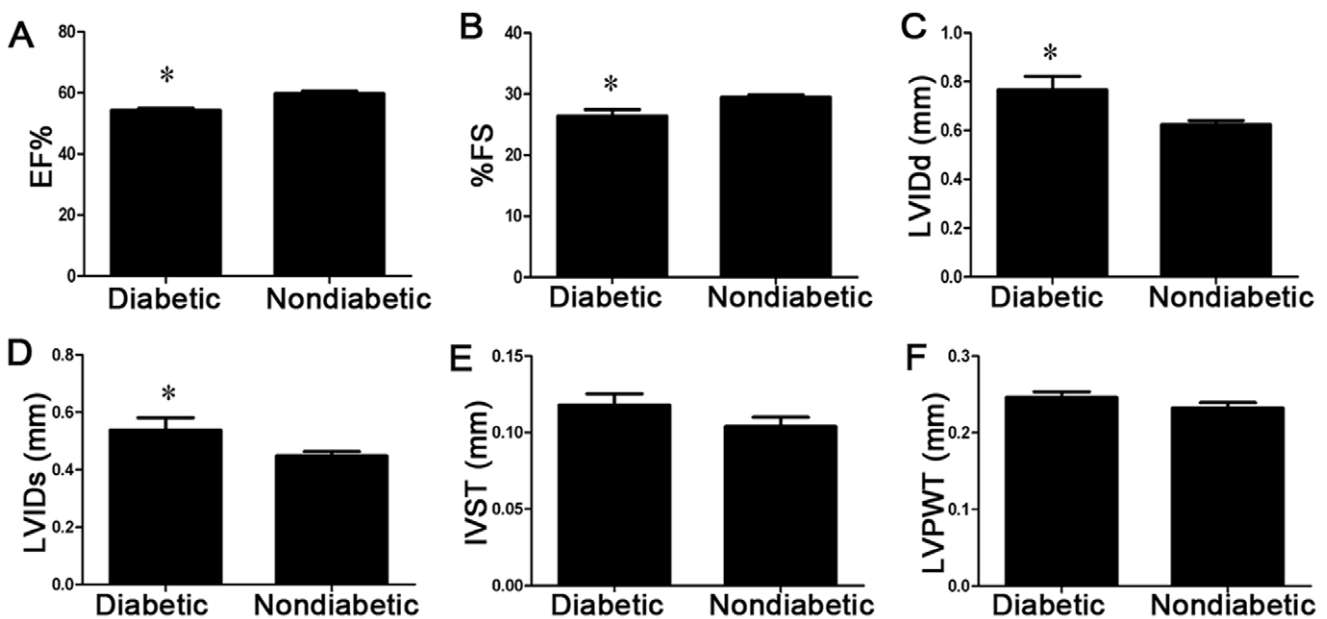 A
EF%
80
60
40
20
0
*
Diabetic Nondiabetic
B
%FS
40
30
20
10
0
*
Diabetic Nondiabetic
C
LVIDd (mm)
1.0
0.8
0.6
0.4
0.2
0.0
*
Diabetic Nondiabetic
D
LVIDs (mm)
0.8
0.6
0.4
0.2
0.0
*
Diabetic Nondiabetic
E
IVST (mm)
0.15
0.10
0.05
0.00
Diabetic Nondiabetic
F
LVPWT (mm)
0.3
0.2
0.1
0.0
Diabetic Nondiabetic